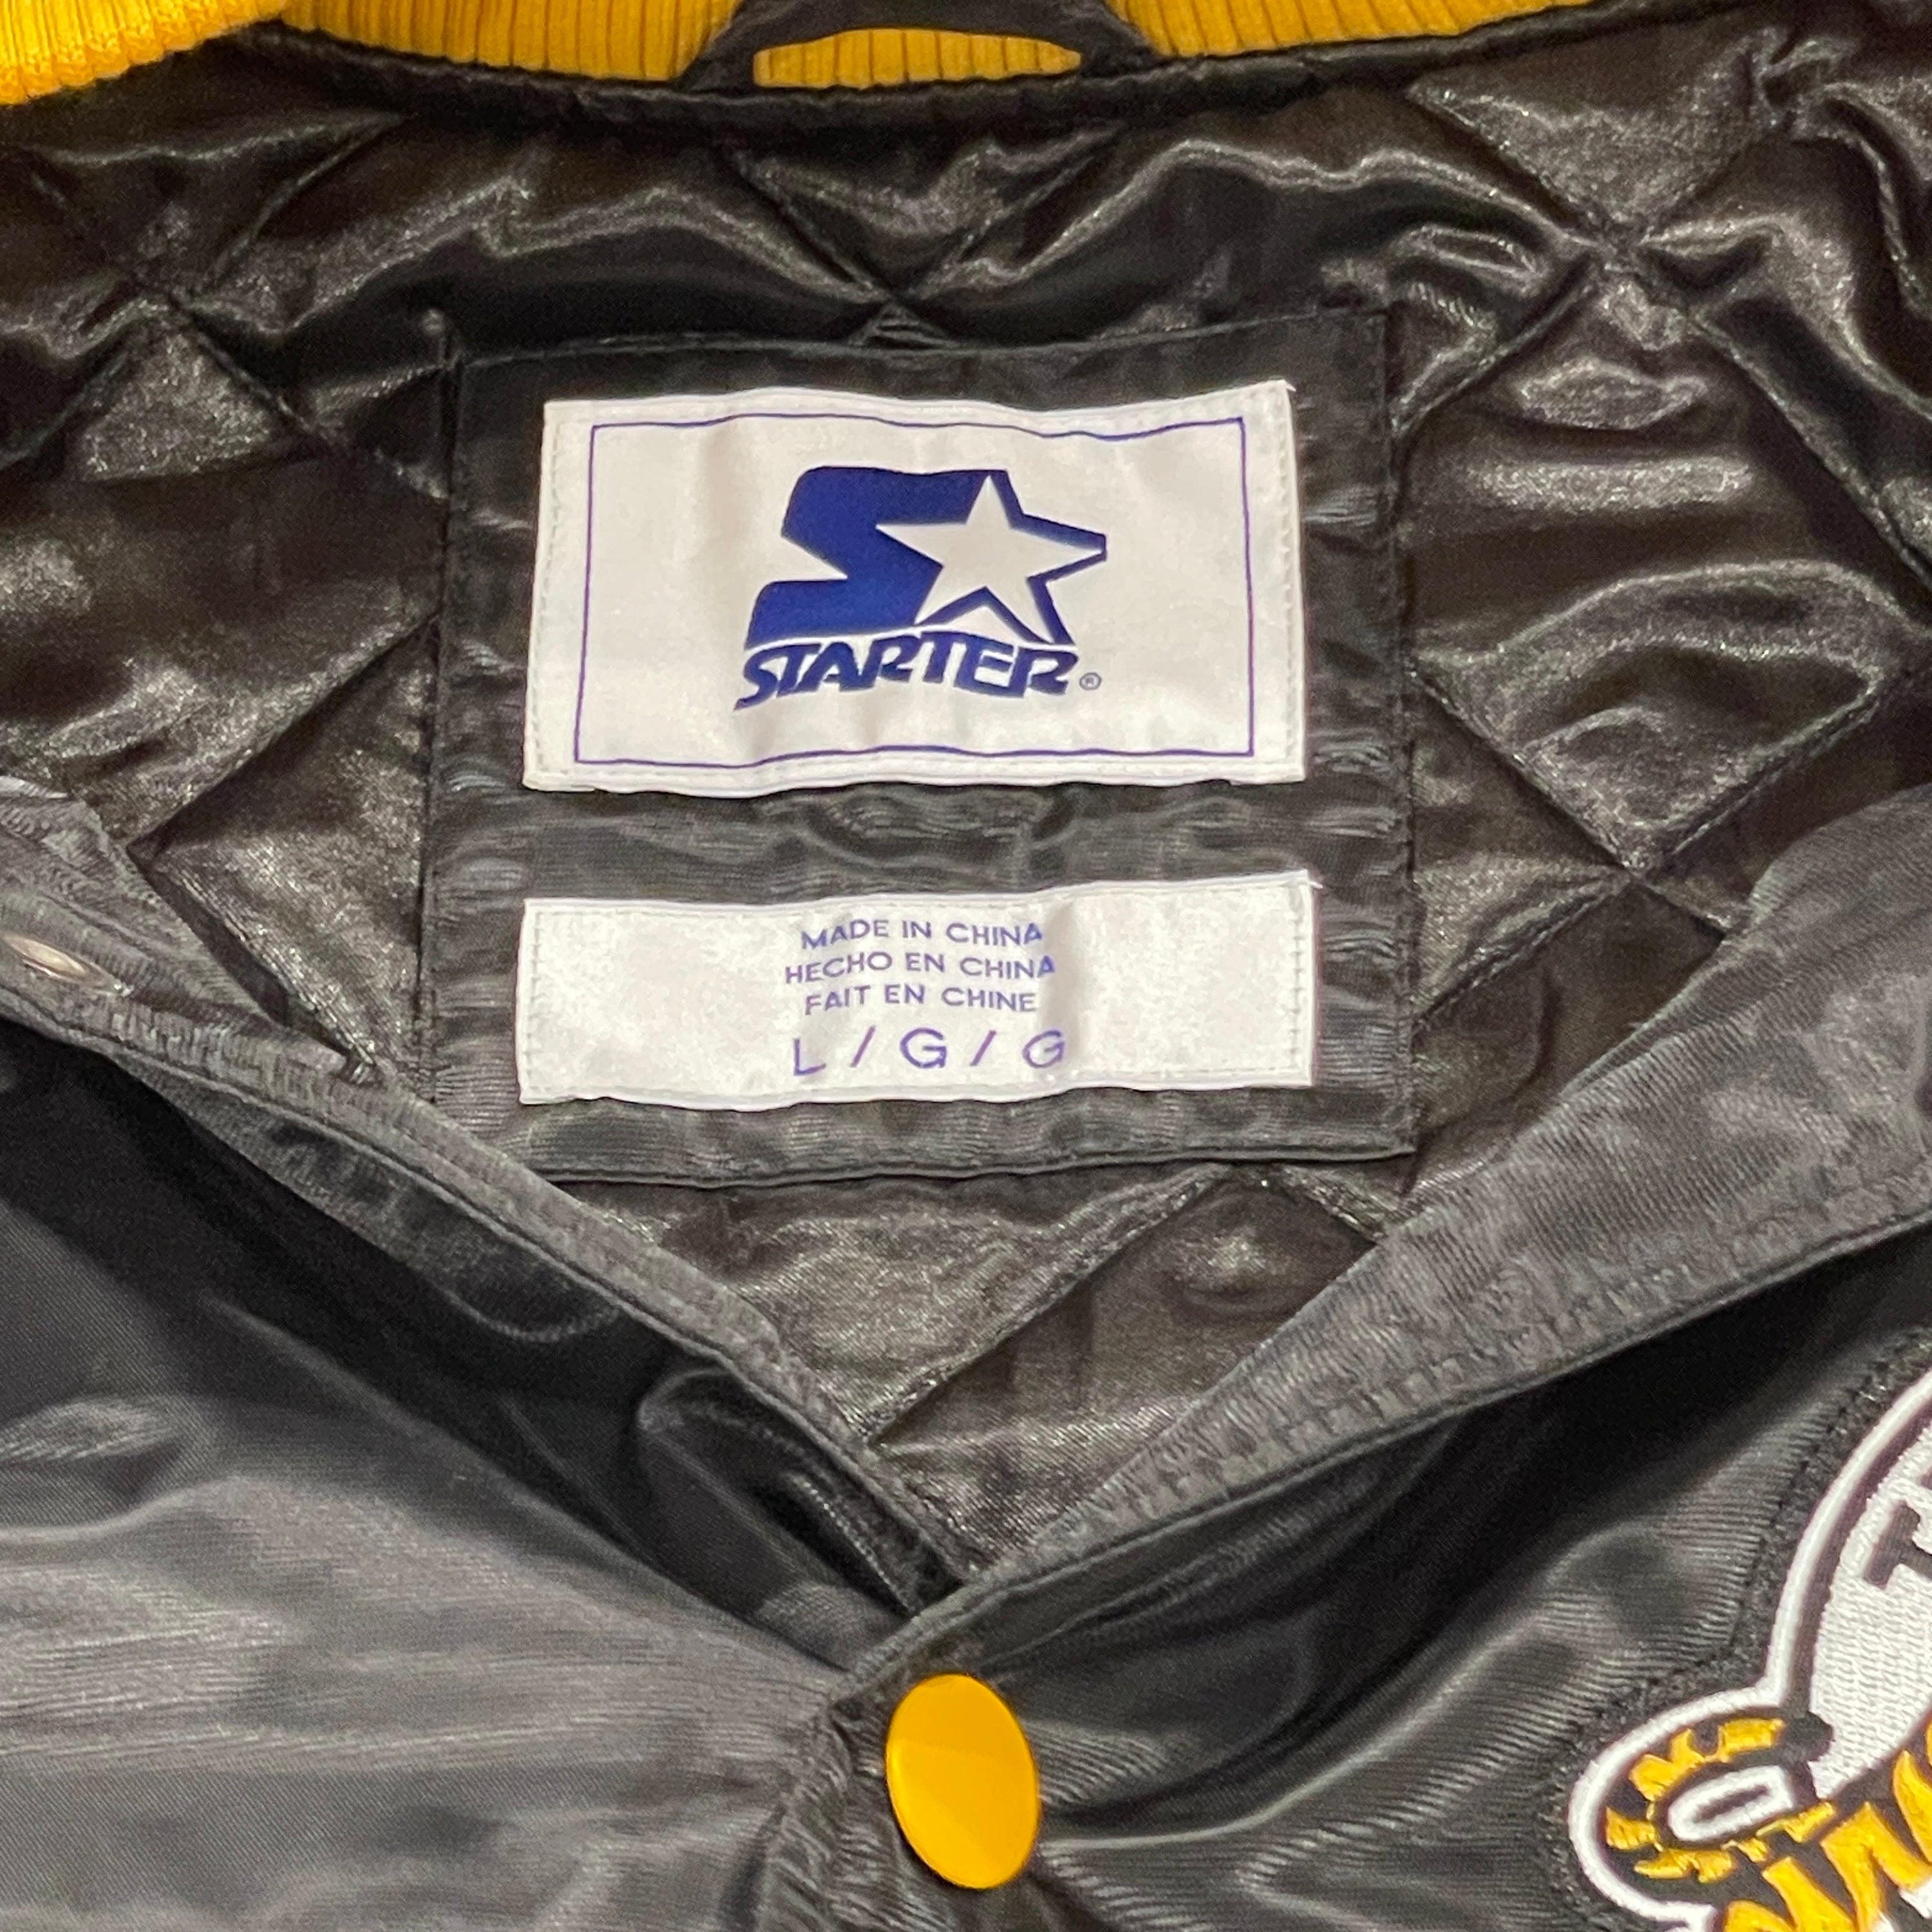 STARTER®
MADE IN CHINA
HECHO EN CHINA
FAIT EN CHINE
L / G / G